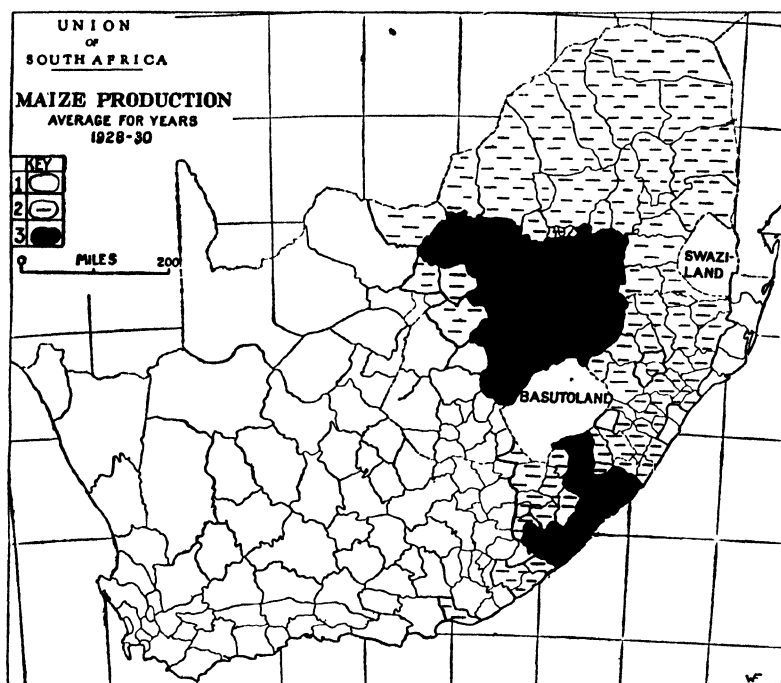 UNION
OF
SOUTH AFRICA
MAIZE PRODUCTION
AVERAGE FOR YEARS
1928-30
KEY
1
2
3
0 MILES 200
SWAZI-
LAND
BASUTOLAND
WF